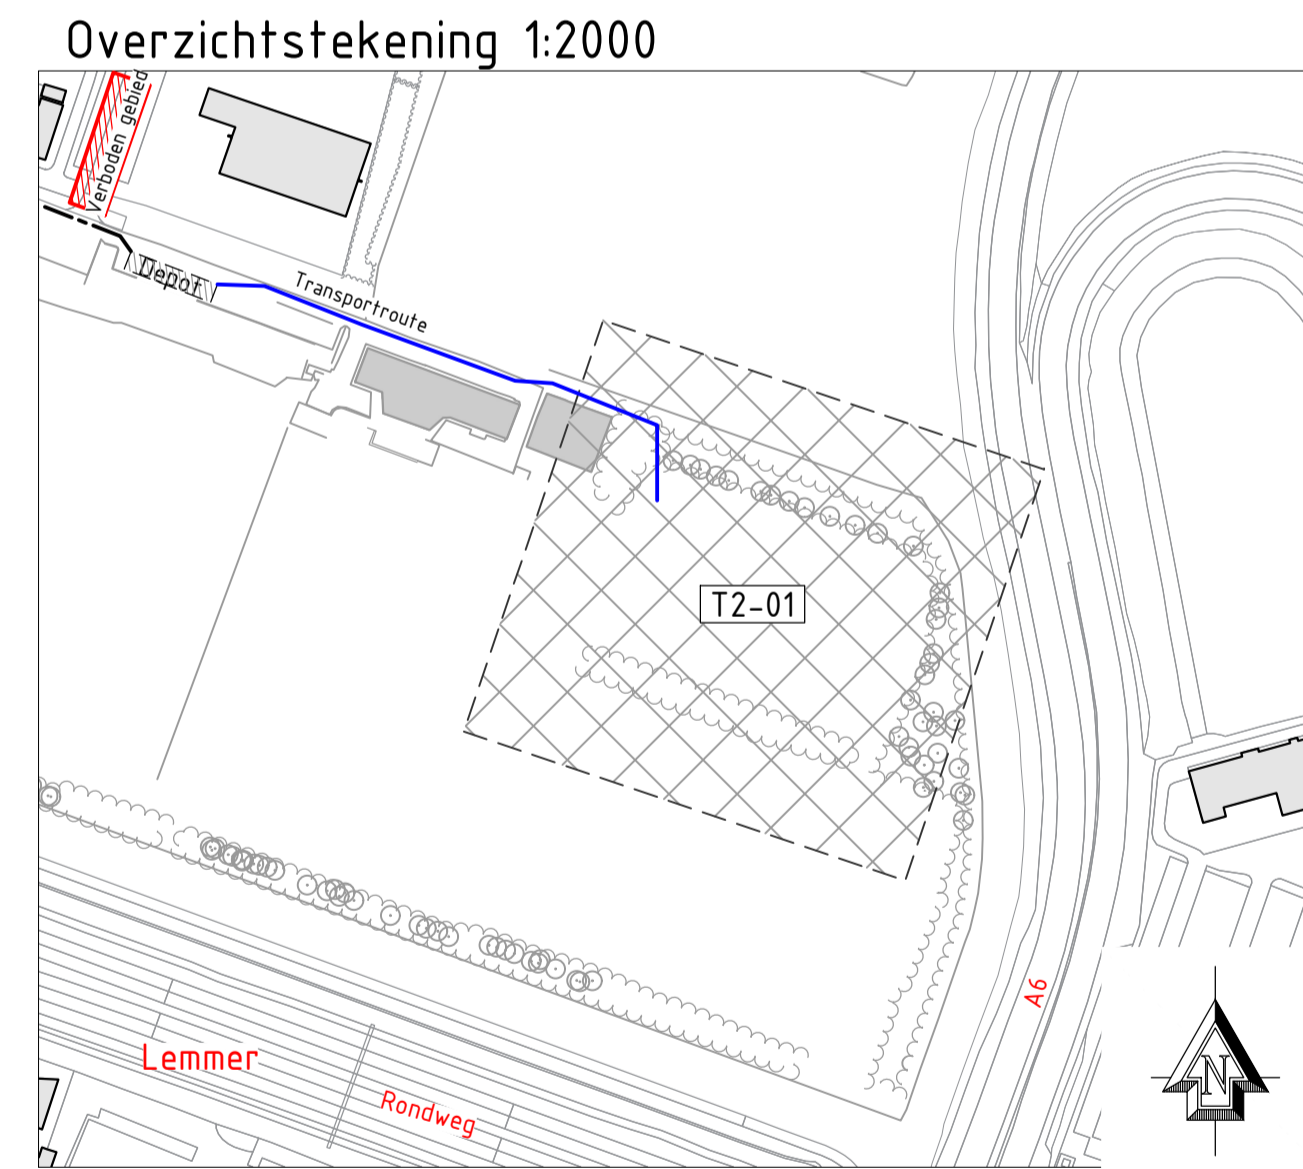 Overzichtstekening 1:2000
Verboden gebied
Depot
Transportroute
T2-01
A6
Lemmer
Rondweg
N